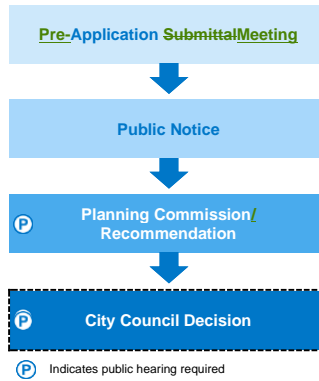 Pre-Application SubmittalMeeting
Public Notice
P
Planning Commission/
Recommendation
P
City Council Decision
P Indicates public hearing required